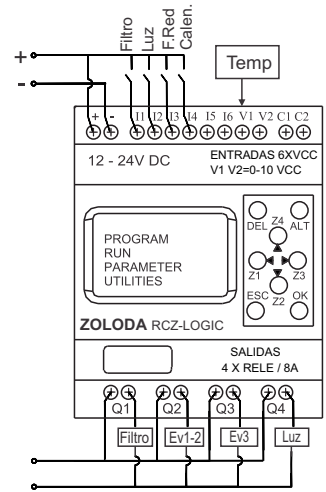 Filtro Luz F.Red Calen.
+
-
Temp
+ - I1 I2 I3 I4 I5 I6 V1 V2 C1 C2
12 - 24V DC
ENTRADAS 6XVCC
V1 V2=0-10 VCC
PROGRAM
RUN
PARAMETER
UTILITIES
DEL Z4 ALT
Z1 Z3
ESC Z2 OK
ZOLODA RCZ-LOGIC
SALIDAS
4 X RELE / 8A
Q1 Q2 Q3 Q4
Filtro Ev1-2 Ev3 Luz